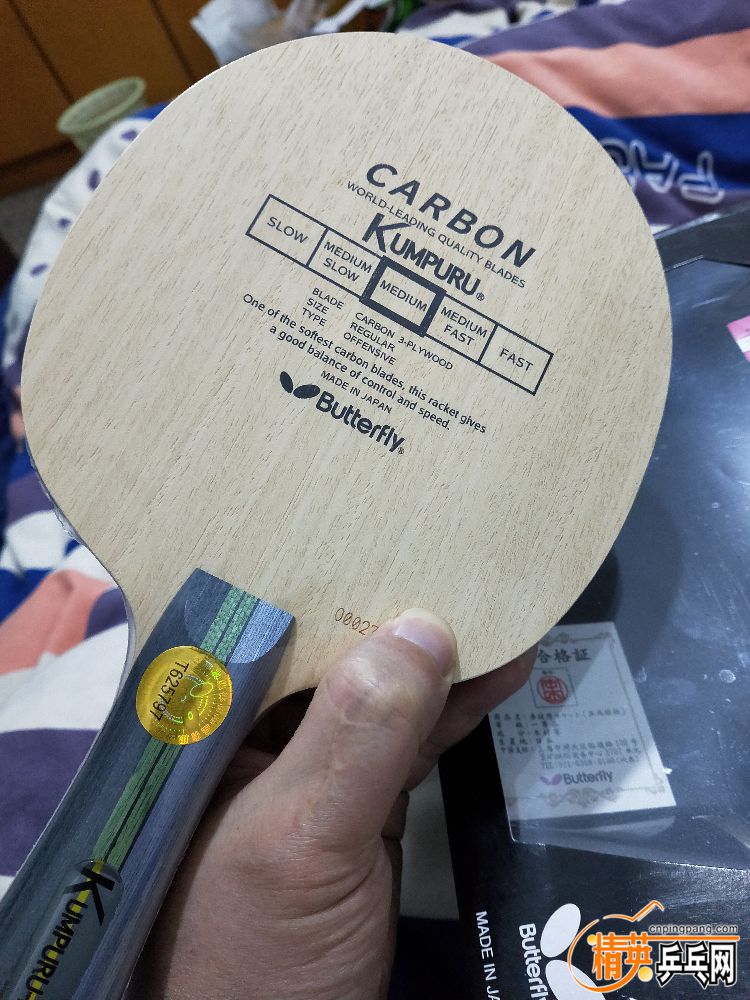 CARBON
WORLD-LEADING QUALITY BLADES
KUMPURU®
SLOW
MEDIUM SLOW
MEDIUM
MEDIUM FAST
FAST
BLADE CARBON 3-PLYWOOD
SIZE REGULAR
TYPE OFFENSIVE
One of the softest carbon blades, this racket gives
a good balance of control and speed.
MADE IN JAPAN
Butterfly®
00027
T625797
KUMPURU
合格証
Butterfly
MADE IN JA
Butterfly
cnpingpang.com
精英乒乓网